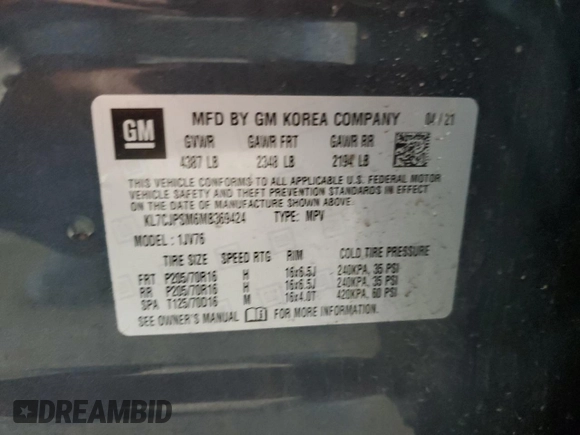 GM
MFD BY GM KOREA COMPANY 04/21
GVWR GAWR FRT GAWR RR
4387 LB 2348 LB 2194 LB
THIS VEHICLE CONFORMS TO ALL APPLICABLE U.S. FEDERAL MOTOR
VEHICLE SAFETY AND THEFT PREVENTION STANDARDS IN EFFECT ON THE
DATE OF MANUFACTURE SHOWN ABOVE.
KL7CJPSM6MB369424 TYPE: MPV
MODEL: 1JV76
TIRE SIZE SPEED RTG RIM COLD TIRE PRESSURE
FRT P205/70R16 H 16x6.5J 240KPA, 35 PSI
RR P205/70R16 H 16x6.5J 240KPA, 35 PSI
SPA T125/70D16 M 16x4.0T 420KPA, 60 PSI
SEE OWNER'S MANUAL FOR MORE INFORMATION.
DREAMBID